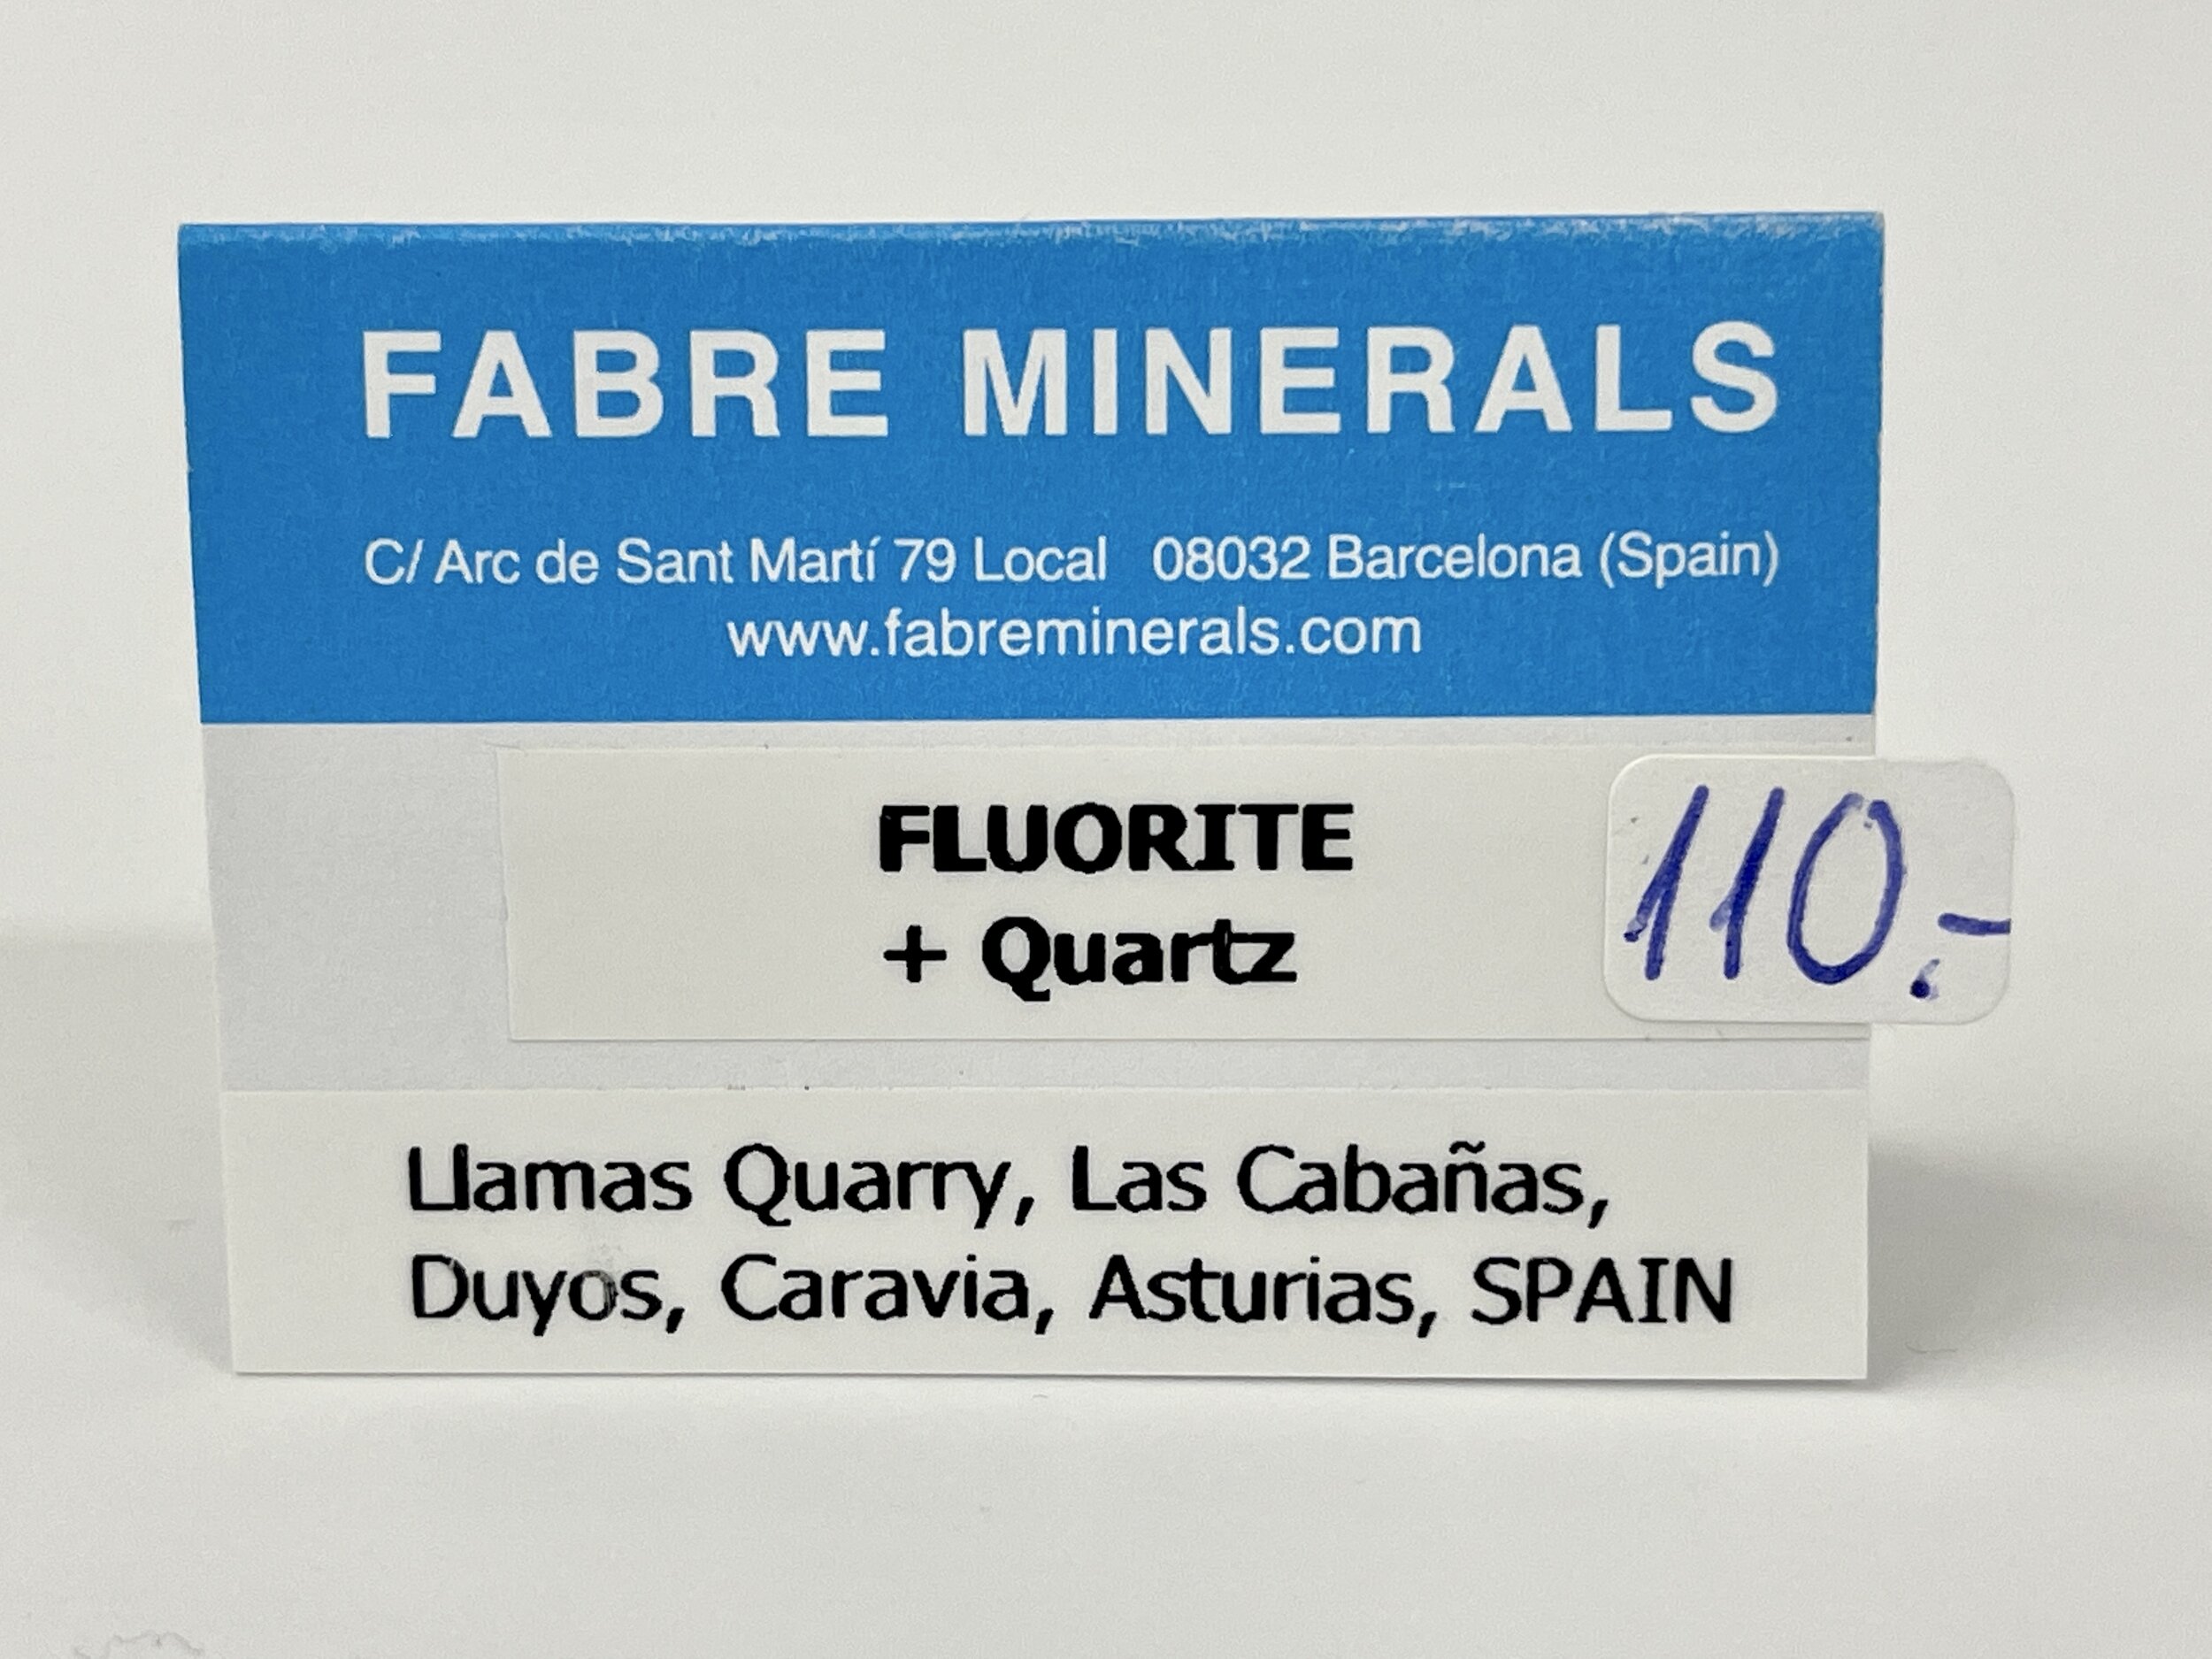 FABRE MINERALS
C/ Arc de Sant Martí 79 Local 08032 Barcelona (Spain)
www.fabreminerals.com
FLUORITE
+ Quartz
110.-
Llamas Quarry, Las Cabañas,
Duyos, Caravia, Asturias, SPAIN